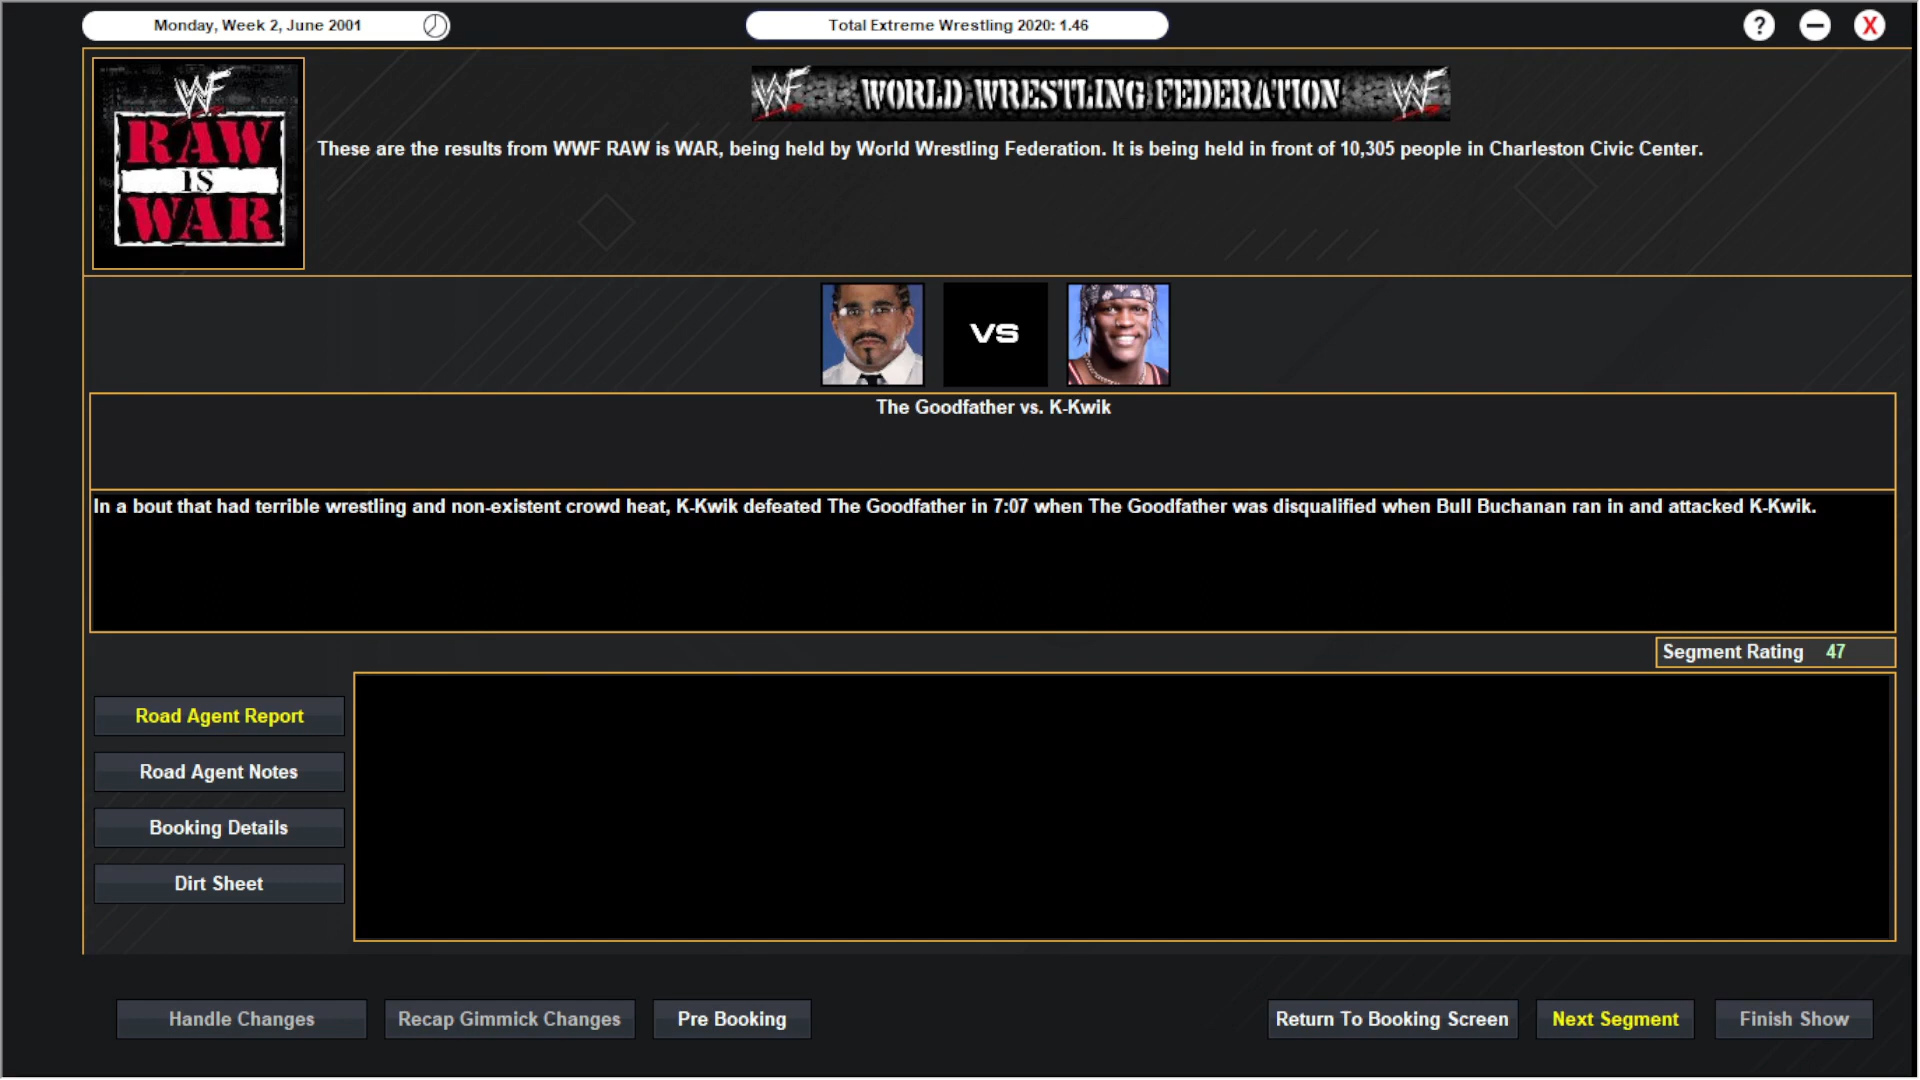 Monday, Week 2, June 2001
Total Extreme Wrestling 2020: 1.46
?
X
WF
RAW
IS
WAR
WF WORLD WRESTLING FEDERATION WF
These are the results from WWF RAW is WAR, being held by World Wrestling Federation. It is being held in front of 10,305 people in Charleston Civic Center.
VS
The Goodfather vs. K-Kwik
In a bout that had terrible wrestling and non-existent crowd heat, K-Kwik defeated The Goodfather in 7:07 when The Goodfather was disqualified when Bull Buchanan ran in and attacked K-Kwik.
Segment Rating 47
Road Agent Report
Road Agent Notes
Booking Details
Dirt Sheet
Handle Changes
Recap Gimmick Changes
Pre Booking
Return To Booking Screen
Next Segment
Finish Show